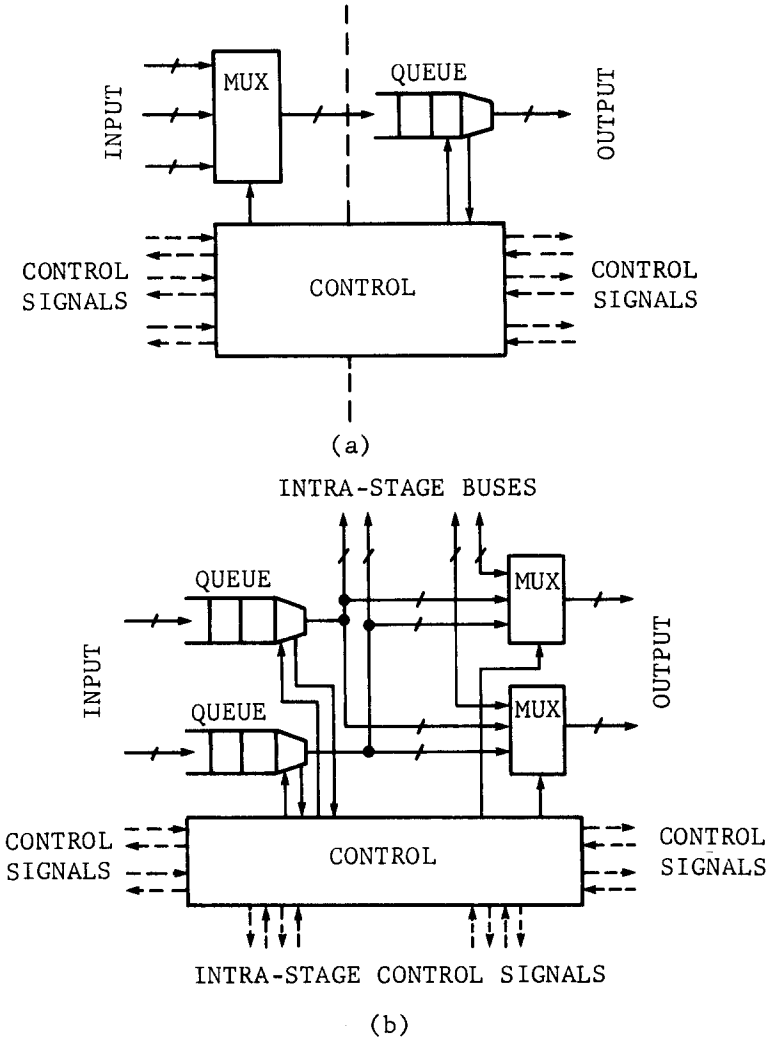 MUX
QUEUE
INPUT
OUTPUT
CONTROL
SIGNALS
CONTROL
CONTROL
SIGNALS
(a)
INTRA-STAGE BUSES
QUEUE
MUX
INPUT
OUTPUT
QUEUE
MUX
CONTROL
SIGNALS
CONTROL
CONTROL
SIGNALS
INTRA-STAGE CONTROL SIGNALS
(b)